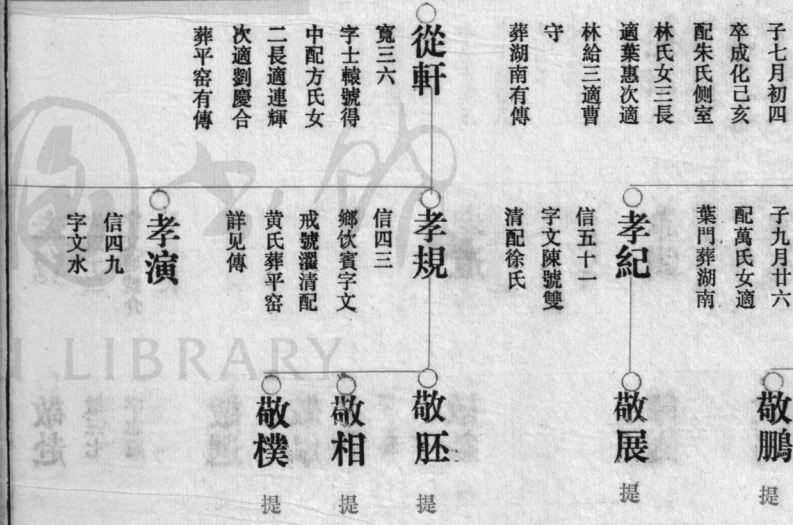 子七月初四
卒成化己亥
配朱氏側室
林氏女三長
適葉惠次適
林給三適曹
守
葬湖南有傳
從軒
寬三六
字士轅號得
中配方氏女
二長適連輝
次適劉慶合
葬平窑有傳
子九月廿六
配萬氏女適
葉門葬湖南
孝紀
信五十一
字文陳號雙
清配徐氏
孝規
信四三
鄉饮賓字文
戒號濯清配
黄氏葬平窑
詳见傳
孝演
信四九
字文水
敬鵬
提
敬展
提
敬胚
提
敬相
提
敬樸
提
LIBRARY